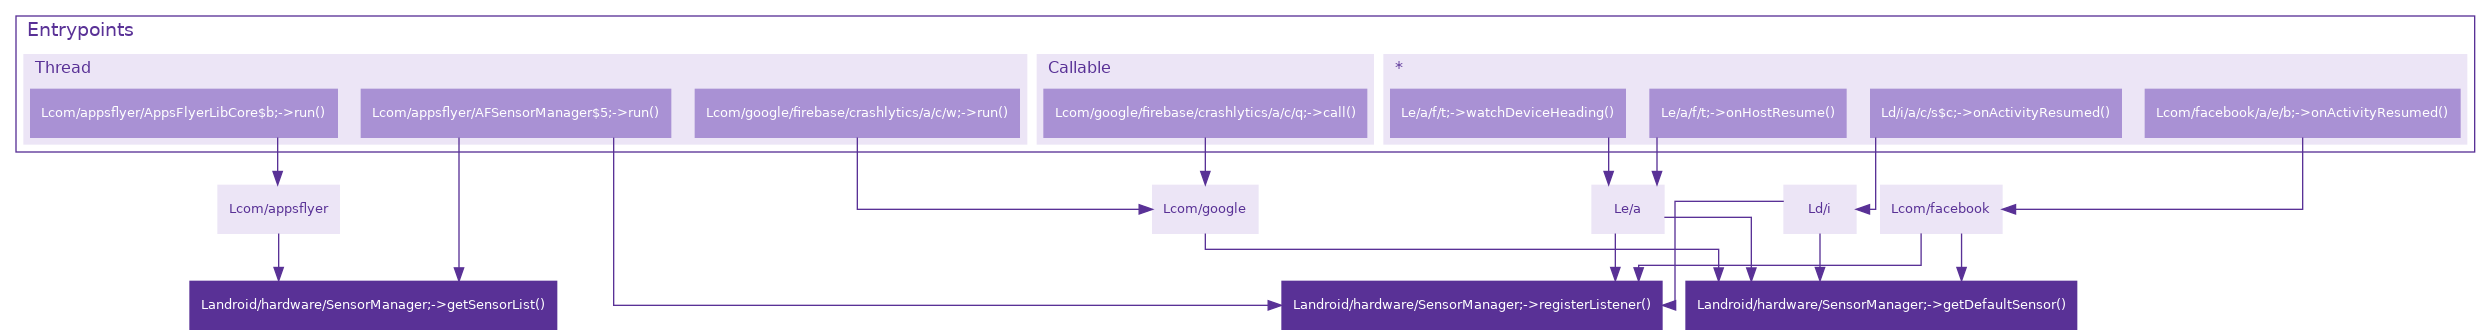 Entrypoints
Thread
Callable
*
Lcom/appsflyer/AppsFlyerLibCore$b;->run()
Lcom/appsflyer/AFSensorManager$5;->run()
Lcom/google/firebase/crashlytics/a/c/w;->run()
Lcom/google/firebase/crashlytics/a/c/q;->call()
Le/a/f/t;->watchDeviceHeading()
Le/a/f/t;->onHostResume()
Ld/i/a/c/s$c;->onActivityResumed()
Lcom/facebook/a/e/b;->onActivityResumed()
Lcom/appsflyer
Lcom/google
Le/a
Ld/i
Lcom/facebook
Landroid/hardware/SensorManager;->getSensorList()
Landroid/hardware/SensorManager;->registerListener()
Landroid/hardware/SensorManager;->getDefaultSensor()